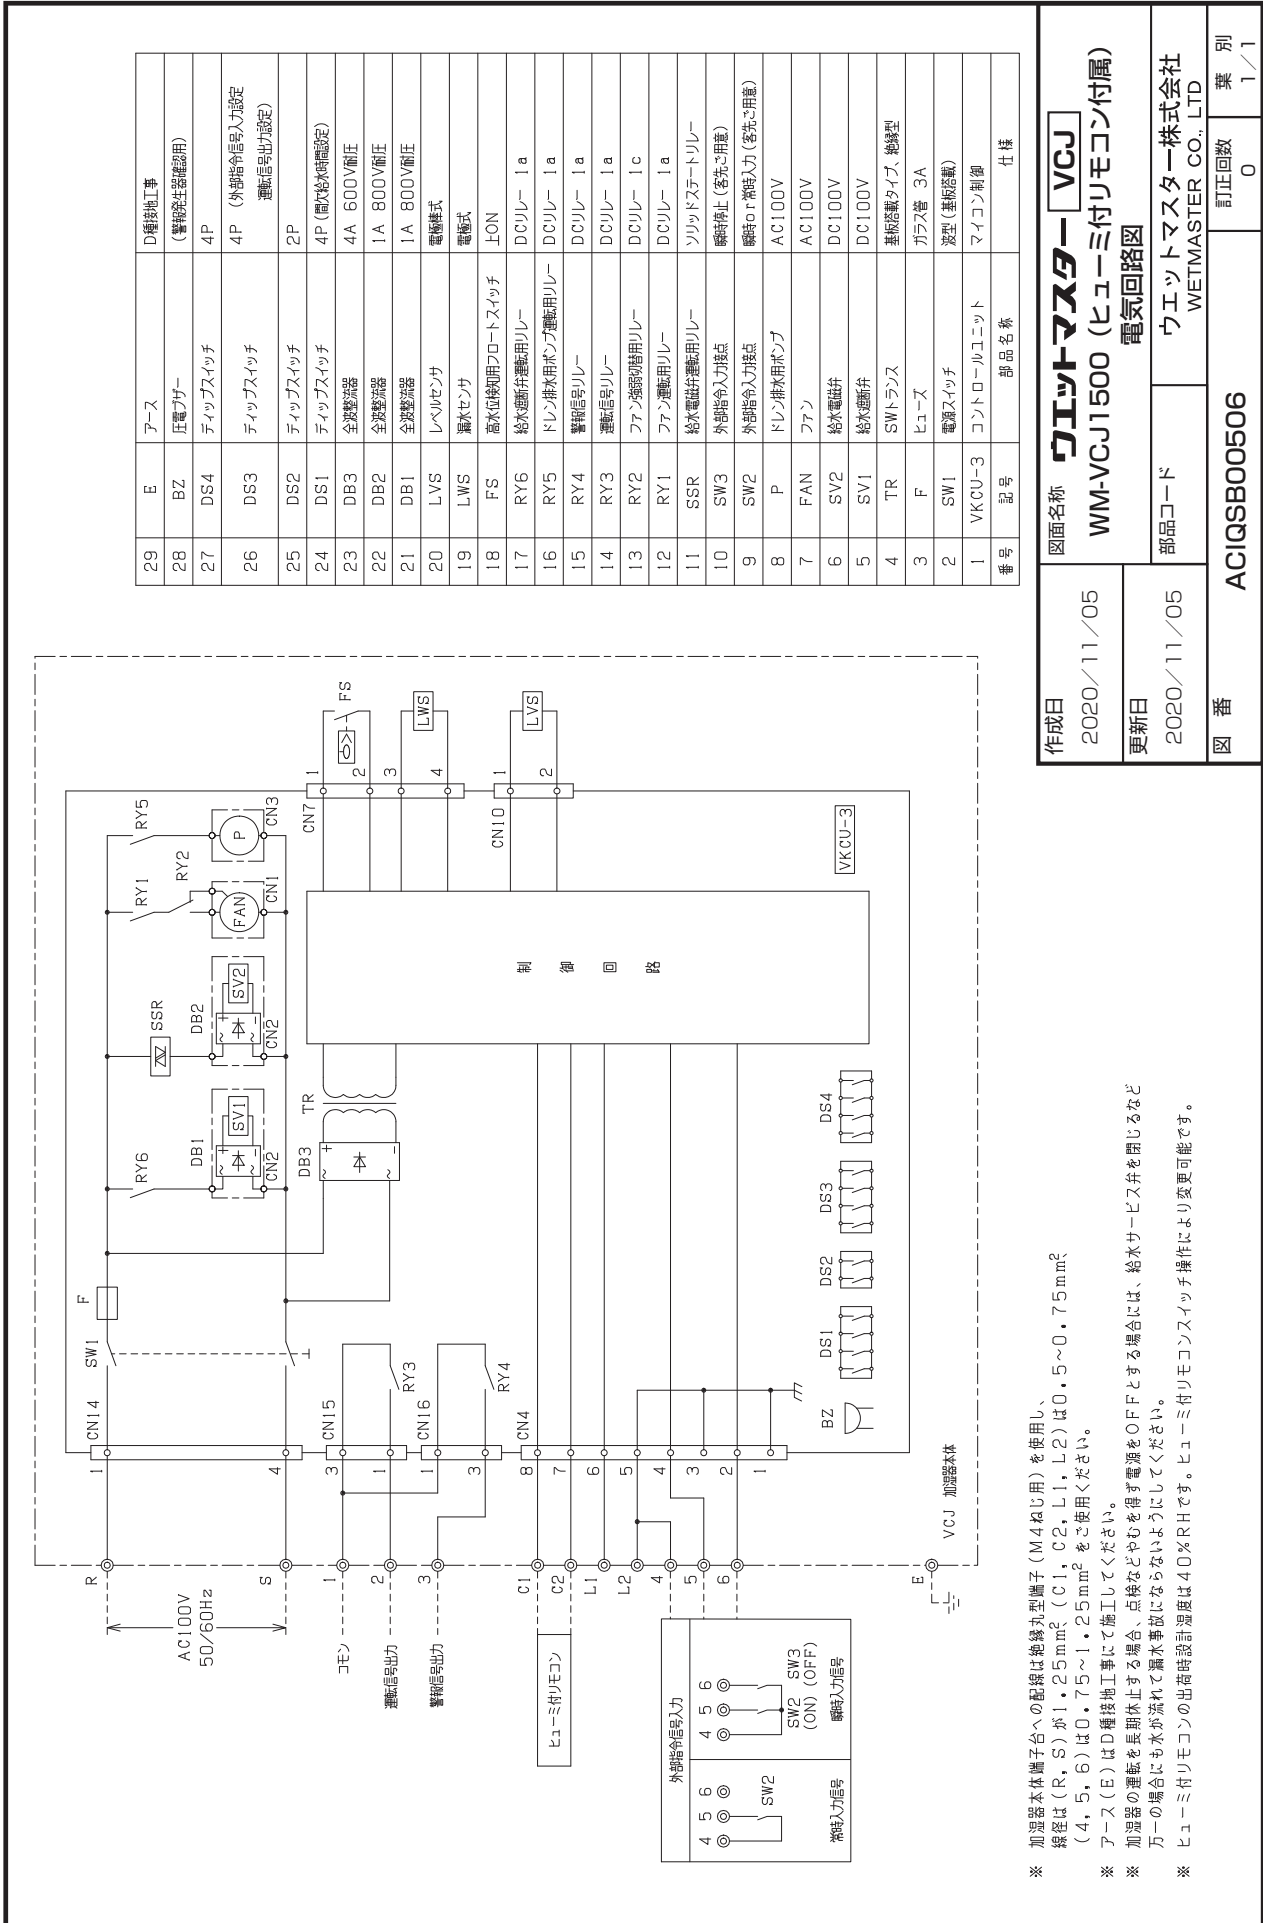 R
AC100V
50/60Hz
S
コモン
1
運転信号出力
2
警報信号出力
3
ヒューミ付リモコン
C1
C2
L1
L2
4
5
6
E
CN14
1
4
CN15
3
1
CN16
1
3
CN4
8
7
6
5
4
3
2
1
SW1
F
RY3
RY4
RY6
DB1
SV1
CN2
SSR
DB2
SV2
CN2
RY1
RY2
FAN
CN1
RY5
P
CN3
DB3
TR
制御回路
CN7
1
2
3
4
FS
LWS
CN10
1
2
LVS
VKCU-3
BZ
DS1
DS2
DS3
DS4
VCJ 加湿器本体
外部指令信号入力
4 5 6
SW2
常時入力信号
4 5 6
SW2 SW3
(ON) (OFF)
瞬時入力信号
29 E アース D種接地工事
28 BZ 圧電ブザー (警報発生器確認用)
27 DS4 ディップスイッチ 4P
26 DS3 ディップスイッチ 4P (外部指令信号入力設定
運転信号出力設定)
25 DS2 ディップスイッチ 2P
24 DS1 ディップスイッチ 4P (間欠給水時間設定)
23 DB3 全波整流器 4A 600V耐圧
22 DB2 全波整流器 1A 800V耐圧
21 DB1 全波整流器 1A 800V耐圧
20 LVS レベルセンサ 電極棒式
19 LWS 漏水センサ 電極式
18 FS 高水位検知用フロートスイッチ 上ON
17 RY6 給水遮断弁運転用リレー DCリレー 1a
16 RY5 ドレン排水用ポンプ運転用リレー DCリレー 1a
15 RY4 警報信号リレー DCリレー 1a
14 RY3 運転信号リレー DCリレー 1a
13 RY2 ファン強弱切替用リレー DCリレー 1c
12 RY1 ファン運転用リレー DCリレー 1a
11 SSR 給水電磁弁運転用リレー ソリッドステートリレー
10 SW3 外部指令入力接点 瞬時停止 (客先ご用意)
9 SW2 外部指令入力接点 瞬時or常時入力 (客先ご用意)
8 P ドレン排水用ポンプ AC100V
7 FAN ファン AC100V
6 SV2 給水電磁弁 DC100V
5 SV1 給水遮断弁 DC100V
4 TR SWトランス 基板搭載タイプ、絶縁型
3 F ヒューズ ガラス管 3A
2 SW1 電源スイッチ 波型 (基板搭載)
1 VKCU-3 コントロールユニット マイコン制御
番号 記号 部品名称 仕様
※ 加湿器本体端子台への配線は絶縁丸型端子(M4ねじ用)を使用し、
線径は(R, S)が1.25mm² (C1, C2, L1, L2)は0.5~0.75mm²、
(4, 5, 6)は0.75~1.25mm² をご使用ください。
※ アース(E)はD種接地工事にて施工してください。
※ 加湿器の運転を長期休止する場合、点検などやむを得ず電源をOFFとする場合には、給水サービス弁を閉じるなど
万一の場合にも水が流れて漏水事故にならないようにしてください。
※ ヒューミ付リモコンの出荷時設計湿度は40%RHです。ヒューミ付リモコンスイッチ操作により変更可能です。
作成日
2020/11/05
更新日
2020/11/05
図面名称
ウエットマスター VCJ
WM-VCJ1500 (ヒューミ付リモコン付属)
電気回路図
部品コード
ウエットマスター株式会社
WETMASTER CO., LTD
図番
ACIQSB00506
訂正回数
0
葉別
1/1